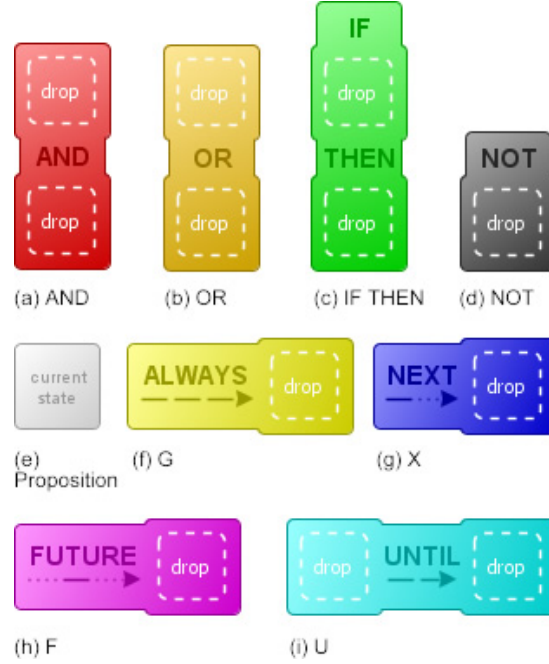 IF
drop drop drop
AND OR THEN NOT
drop drop drop drop
(a) AND (b) OR (c) IF THEN (d) NOT
current
state
ALWAYS drop NEXT drop
(e)
Proposition
(f) G (g) X
FUTURE drop drop UNTIL drop
(h) F (i) U